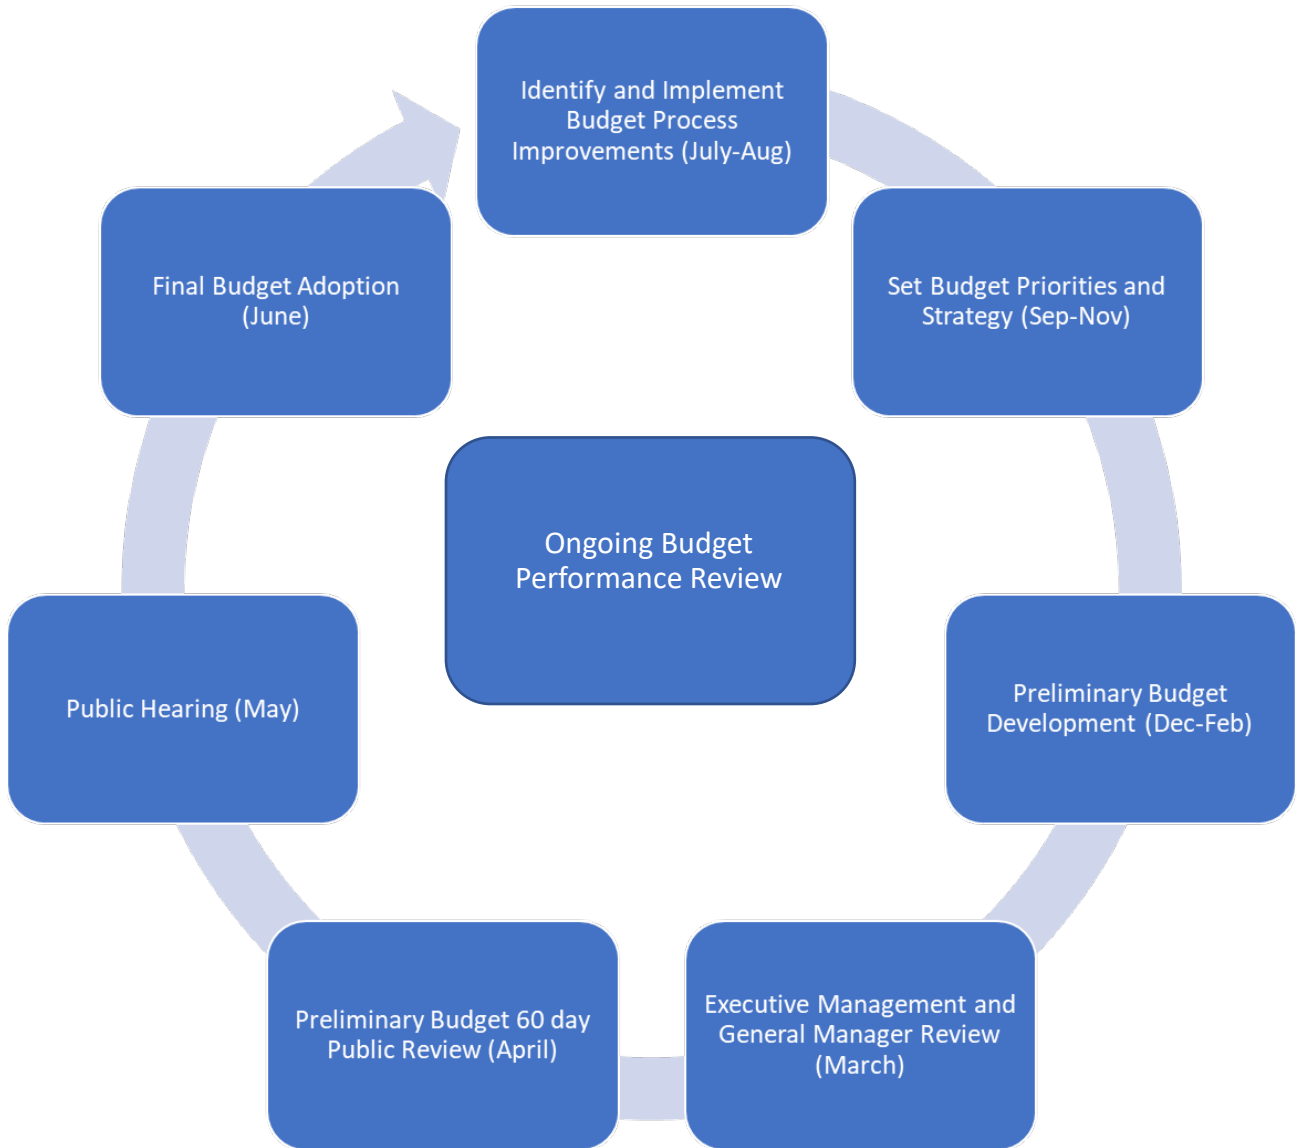 Identify and Implement
Budget Process
Improvements (July-Aug)
Set Budget Priorities and
Strategy (Sep-Nov)
Preliminary Budget
Development (Dec-Feb)
Executive Management and
General Manager Review
(March)
Preliminary Budget 60 day
Public Review (April)
Public Hearing (May)
Final Budget Adoption
(June)
Ongoing Budget
Performance Review